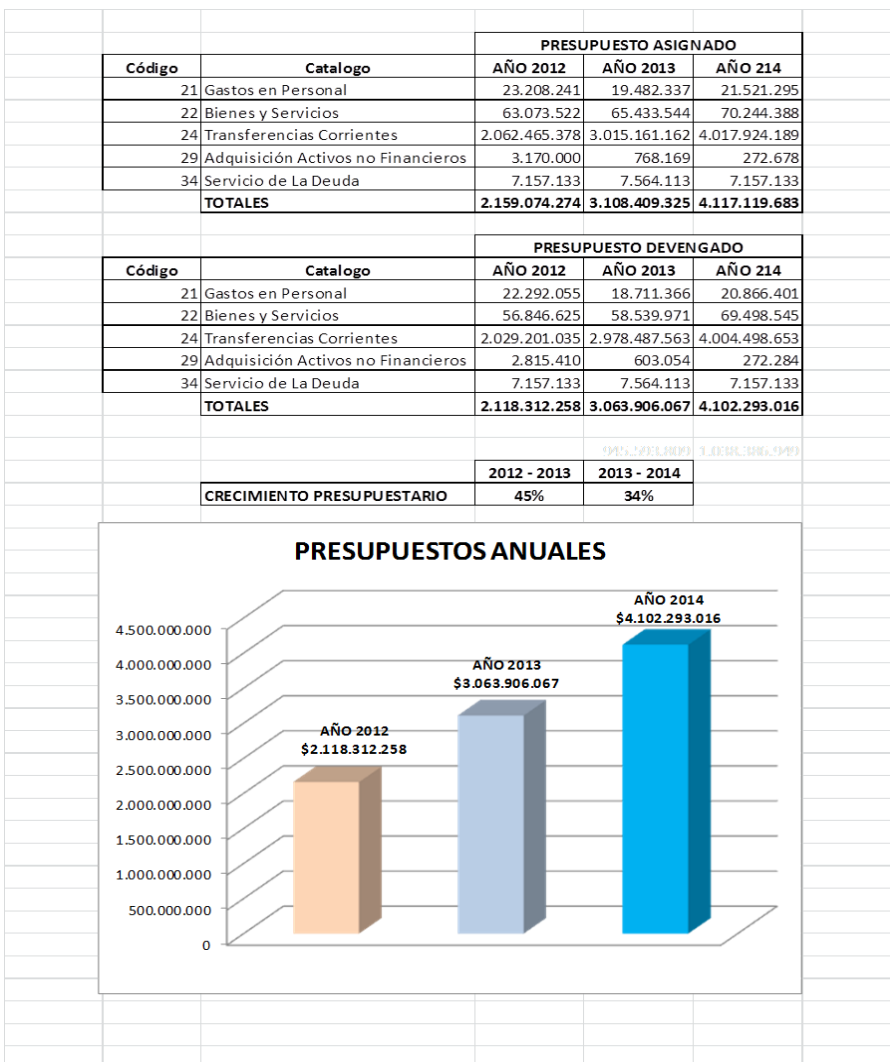 PRESUPUESTO ASIGNADO
Código Catalogo AÑO 2012 AÑO 2013 AÑO 214
21 Gastos en Personal 23.208.241 19.482.337 21.521.295
22 Bienes y Servicios 63.073.522 65.433.544 70.244.388
24 Transferencias Corrientes 2.062.465.378 3.015.161.162 4.017.924.189
29 Adquisición Activos no Financieros 3.170.000 768.169 272.678
34 Servicio de La Deuda 7.157.133 7.564.113 7.157.133
TOTALES 2.159.074.274 3.108.409.325 4.117.119.683
PRESUPUESTO DEVENGADO
Código Catalogo AÑO 2012 AÑO 2013 AÑO 214
21 Gastos en Personal 22.292.055 18.711.366 20.866.401
22 Bienes y Servicios 56.846.625 58.539.971 69.498.545
24 Transferencias Corrientes 2.029.201.035 2.978.487.563 4.004.498.653
29 Adquisición Activos no Financieros 2.815.410 603.054 272.284
34 Servicio de La Deuda 7.157.133 7.564.113 7.157.133
TOTALES 2.118.312.258 3.063.906.067 4.102.293.016
945.593.809 1.038.386.949
2012 - 2013 2013 - 2014
CRECIMIENTO PRESUPUESTARIO 45% 34%
PRESUPUESTOS ANUALES
AÑO 2014
$4.102.293.016
4.500.000.000
4.000.000.000
AÑO 2013
$3.063.906.067
3.500.000.000
3.000.000.000
AÑO 2012
$2.118.312.258
2.500.000.000
2.000.000.000
1.500.000.000
1.000.000.000
500.000.000
0